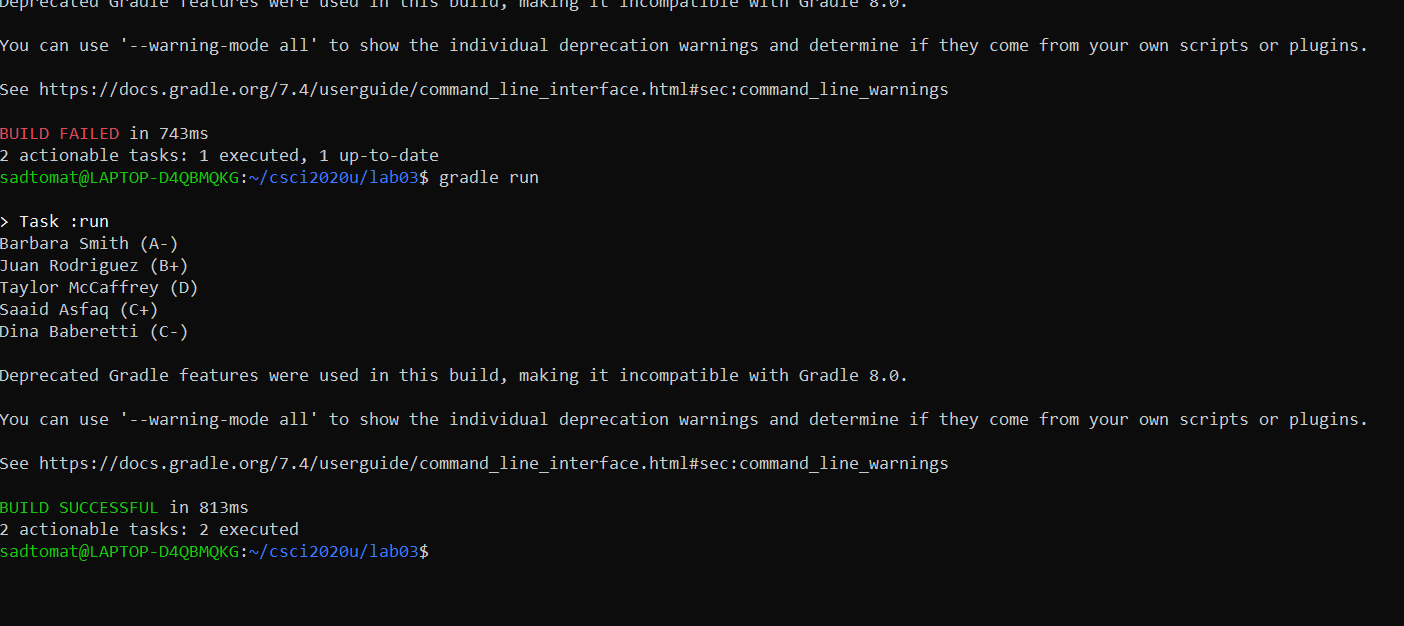 Deprecated Gradle features were used in this build, making it incompatible with Gradle 8.0.
You can use '--warning-mode all' to show the individual deprecation warnings and determine if they come from your own scripts or plugins.
See https://docs.gradle.org/7.4/userguide/command_line_interface.html#sec:command_line_warnings
BUILD FAILED in 743ms
2 actionable tasks: 1 executed, 1 up-to-date
sadtomat@LAPTOP-D4QBMQKG:~/csci2020u/lab03$ gradle run
> Task :run
Barbara Smith (A-)
Juan Rodriguez (B+)
Taylor McCaffrey (D)
Saaid Asfaq (C+)
Dina Baberetti (C-)
Deprecated Gradle features were used in this build, making it incompatible with Gradle 8.0.
You can use '--warning-mode all' to show the individual deprecation warnings and determine if they come from your own scripts or plugins.
See https://docs.gradle.org/7.4/userguide/command_line_interface.html#sec:command_line_warnings
BUILD SUCCESSFUL in 813ms
2 actionable tasks: 2 executed
sadtomat@LAPTOP-D4QBMQKG:~/csci2020u/lab03$